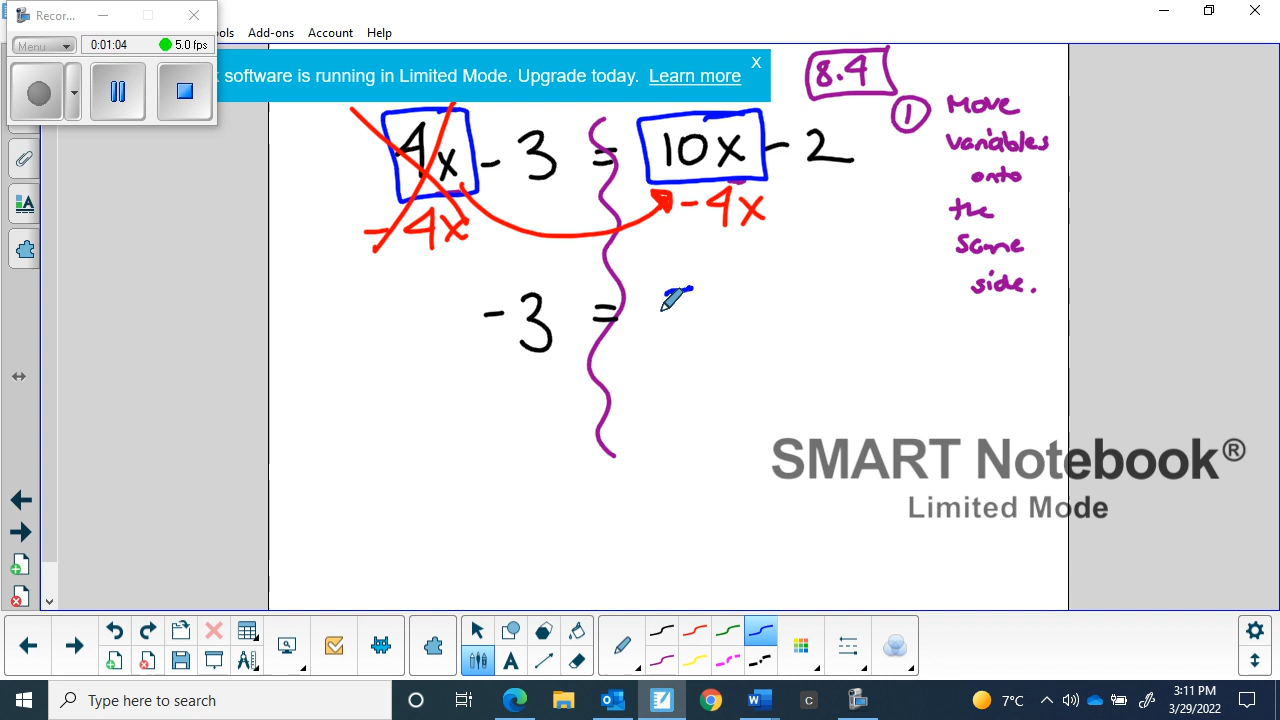 Recor...
Menu
0:01:04
5.0 fps
ols Add-ons Account Help
k software is running in Limited Mode. Upgrade today. Learn more X
8.4
① Move
variables
onto
the
same
side.
4x - 3 = 10x - 2
- 4x - 4x
-3 =
SMART Notebook®
Limited Mode
A
A
Type here to search
C
7°C
3:11 PM
3/29/2022